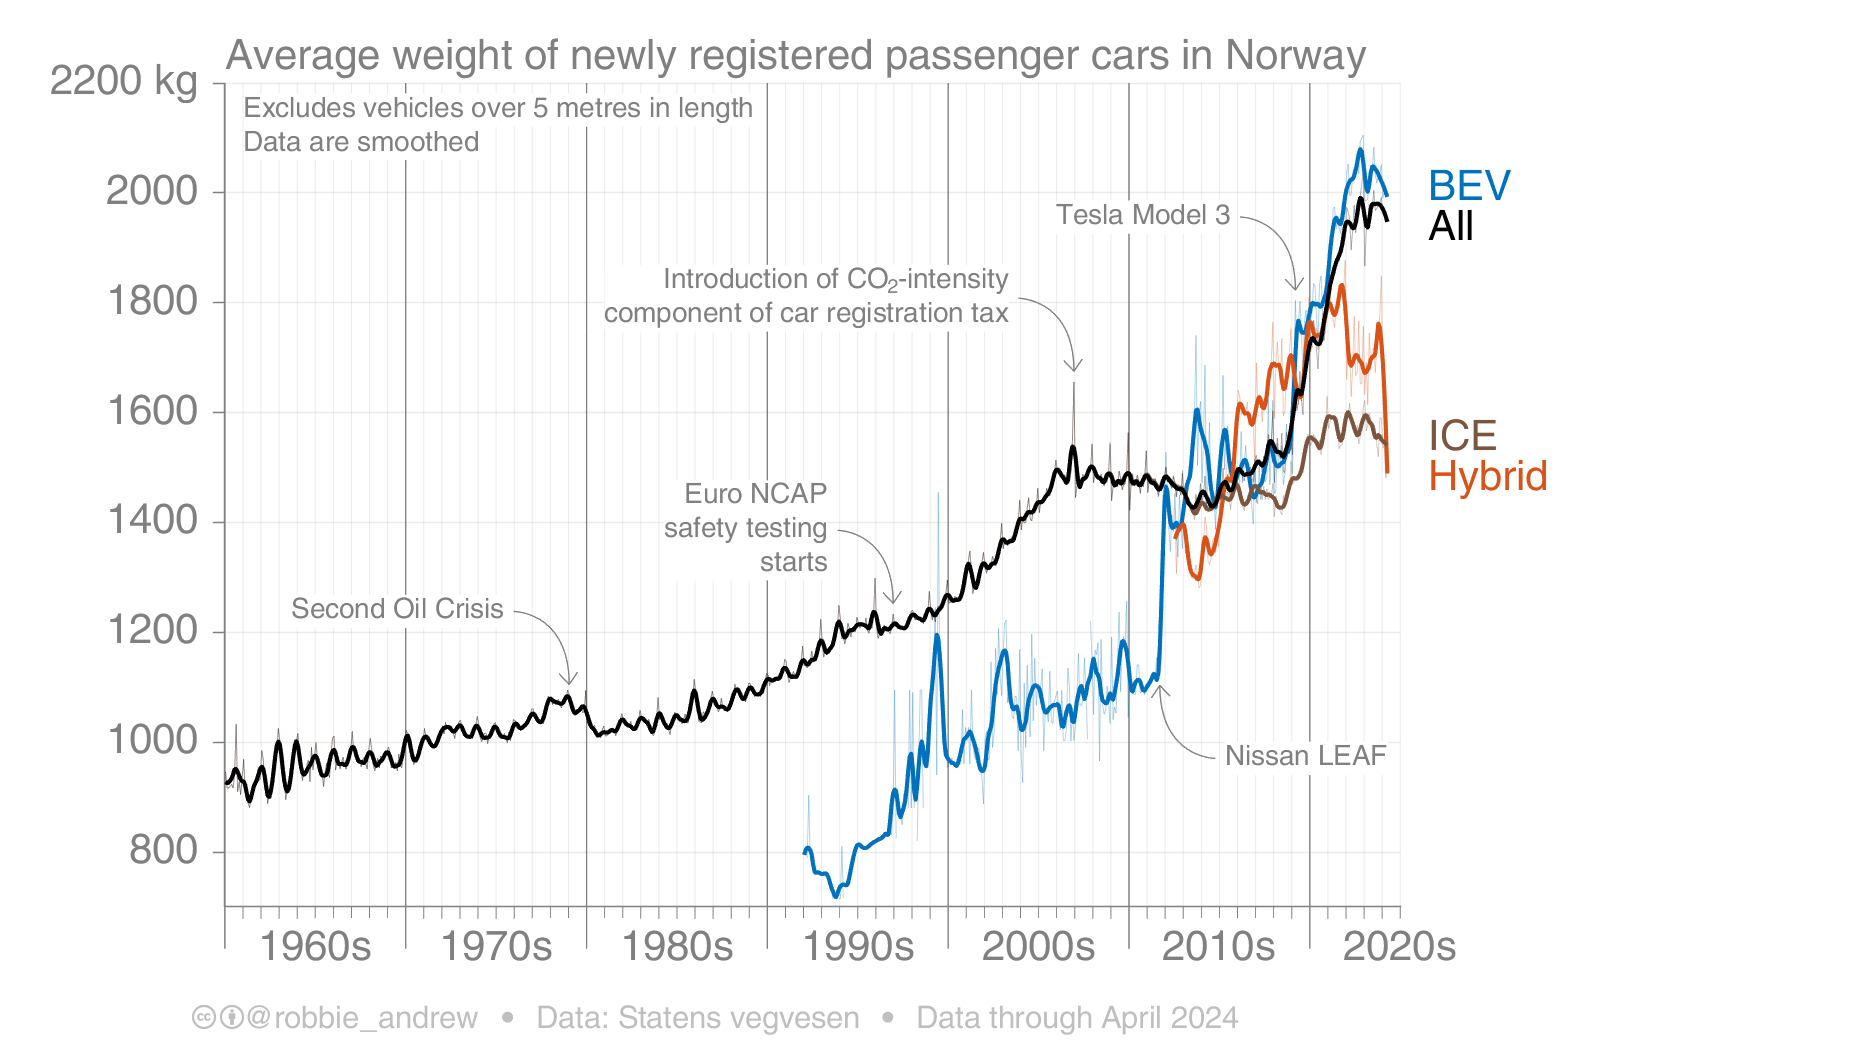 Average weight of newly registered passenger cars in Norway
2200 kg
Excludes vehicles over 5 metres in length
Data are smoothed
2000
BEV
Tesla Model 3
All
Introduction of CO₂-intensity
component of car registration tax
1800
1600
ICE
Hybrid
Euro NCAP
safety testing
starts
1400
Second Oil Crisis
1200
1000
Nissan LEAF
800
1960s 1970s 1980s 1990s 2000s 2010s 2020s
cc @robbie_andrew • Data: Statens vegvesen • Data through April 2024